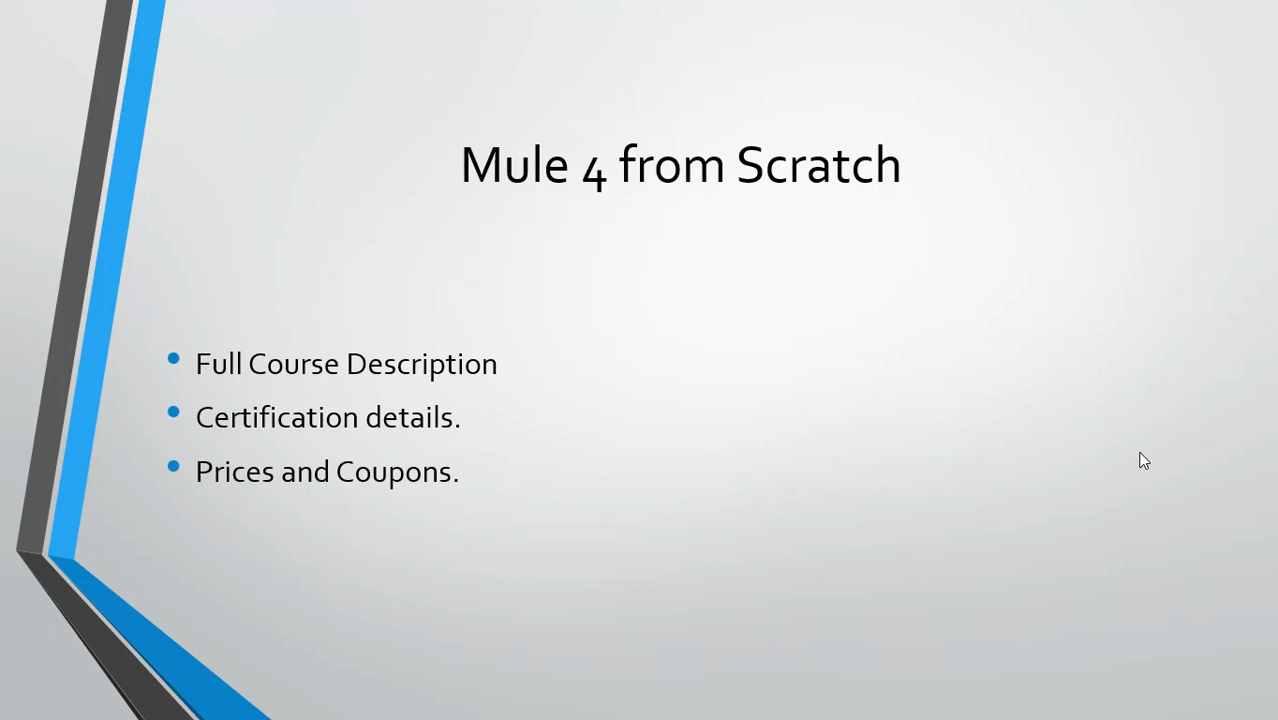 Mule 4 from Scratch
Full Course Description
Certification details.
Prices and Coupons.